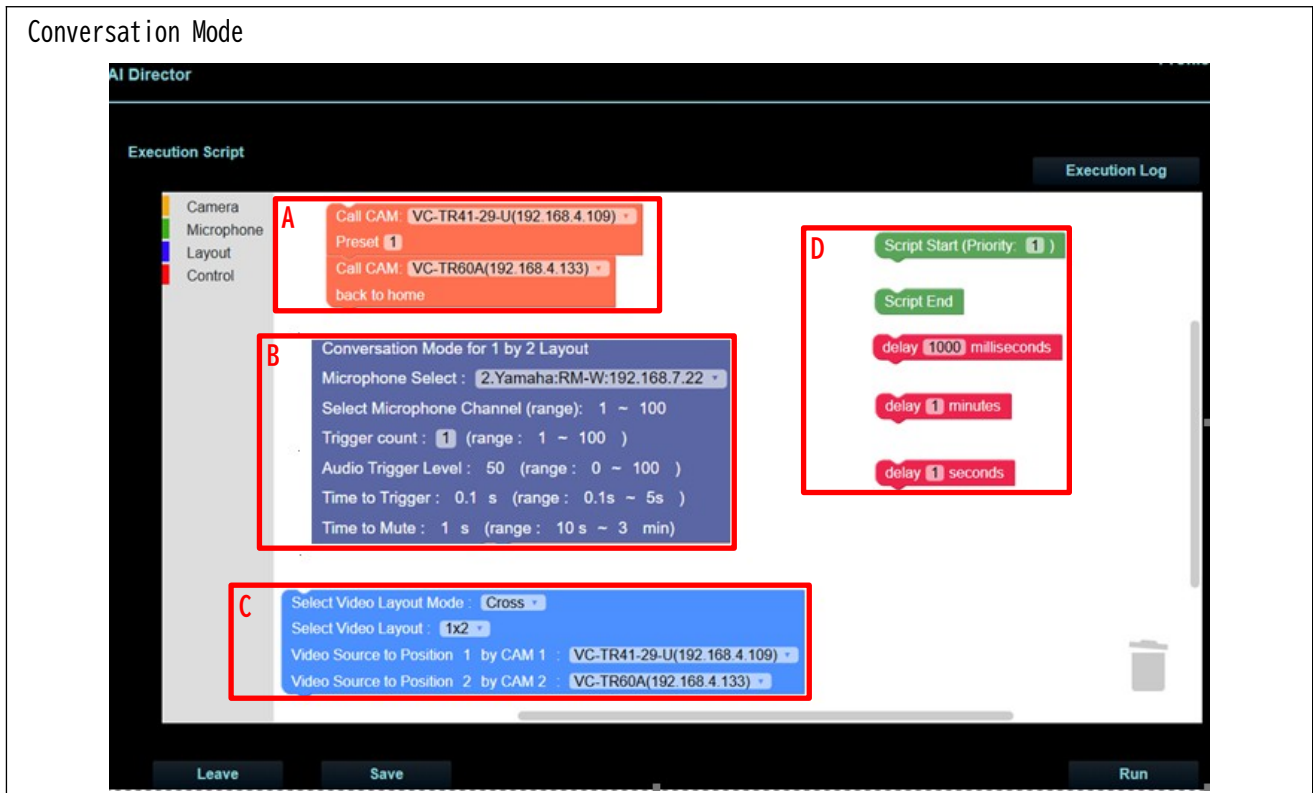 Conversation Mode
AI Director
Execution Script
Execution Log
Camera
Microphone
Layout
Control
A
Call CAM: VC-TR41-29-U(192.168.4.109)
Preset 1
Call CAM: VC-TR60A(192.168.4.133)
back to home
B
Conversation Mode for 1 by 2 Layout
Microphone Select : 2.Yamaha:RM-W:192.168.7.22
Select Microphone Channel (range): 1 ~ 100
Trigger count : 1 (range : 1 ~ 100 )
Audio Trigger Level : 50 (range : 0 ~ 100 )
Time to Trigger : 0.1 s (range : 0.1s ~ 5s )
Time to Mute : 1 s (range : 10 s ~ 3 min)
C
Select Video Layout Mode : Cross
Select Video Layout : 1x2
Video Source to Position 1 by CAM 1 : VC-TR41-29-U(192.168.4.109)
Video Source to Position 2 by CAM 2 : VC-TR60A(192.168.4.133)
D
Script Start (Priority: 1 )
Script End
delay 1000 milliseconds
delay 1 minutes
delay 1 seconds
Leave
Save
Run